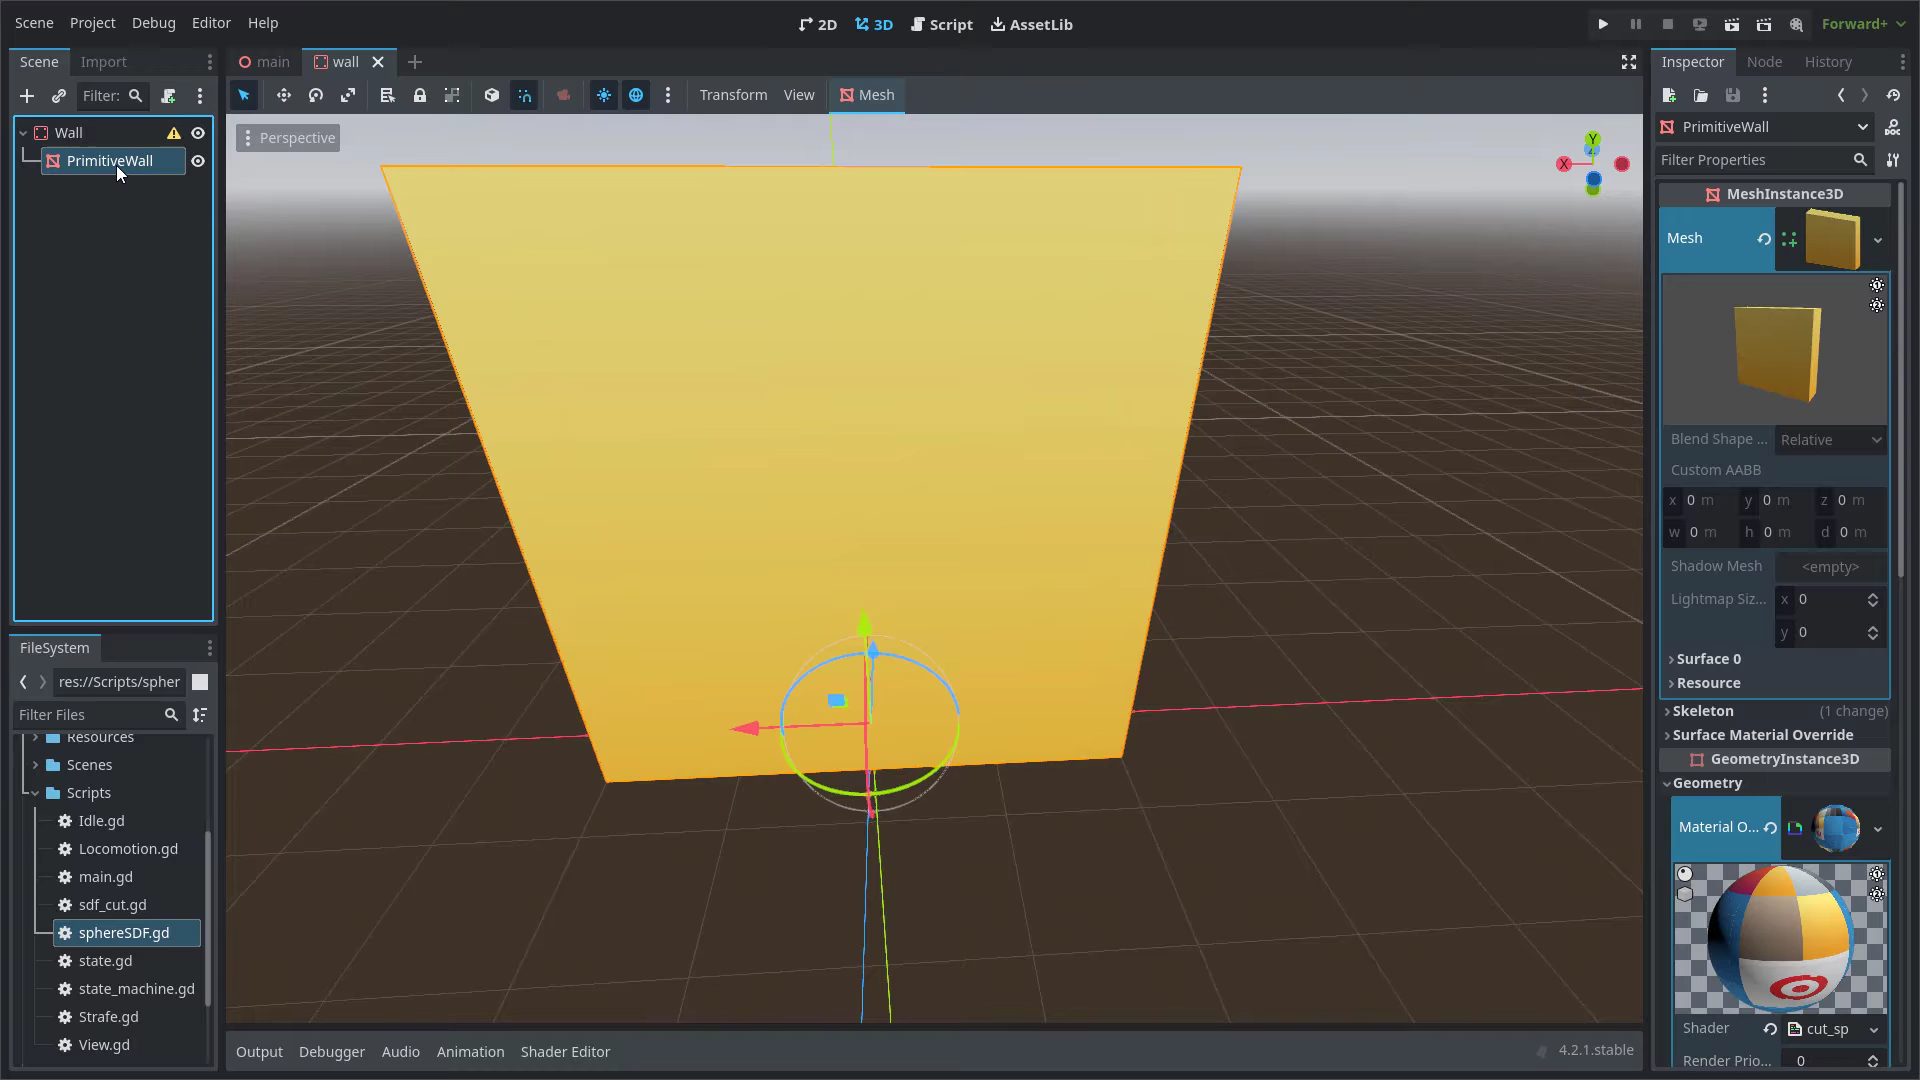 Scene Project Debug Editor Help
2D 3D Script AssetLib
Forward+
Scene Import
main wall
Inspector Node History
Filter:
Transform View Mesh
Wall
PrimitiveWall
Perspective
Y
X
Z
PrimitiveWall
Filter Properties
MeshInstance3D
Mesh
Blend Shape ... Relative
Custom AABB
x 0 m y 0 m z 0 m
w 0 m h 0 m d 0 m
Shadow Mesh <empty>
Lightmap Siz... x 0
y 0
Surface 0
Resource
Skeleton (1 change)
Surface Material Override
GeometryInstance3D
Geometry
Material O...
Shader cut_sp
Render Prio... 0
FileSystem
res://Scripts/spher
Filter Files
Resources
Scenes
Scripts
Idle.gd
Locomotion.gd
main.gd
sdf_cut.gd
sphereSDF.gd
state.gd
state_machine.gd
Strafe.gd
View.gd
Output Debugger Audio Animation Shader Editor
4.2.1.stable